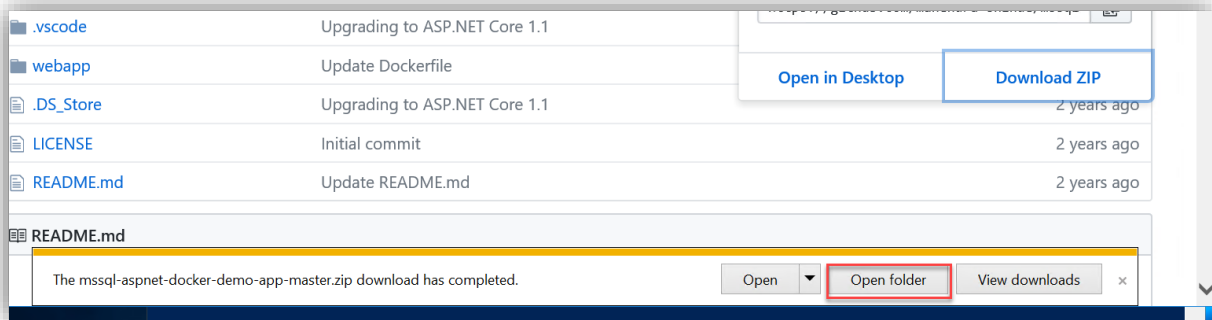 .vscode Upgrading to ASP.NET Core 1.1
webapp Update Dockerfile
Open in Desktop Download ZIP
.DS_Store Upgrading to ASP.NET Core 1.1 2 years ago
LICENSE Initial commit 2 years ago
README.md Update README.md 2 years ago
README.md
The mssql-aspnet-docker-demo-app-master.zip download has completed. Open Open folder View downloads ×